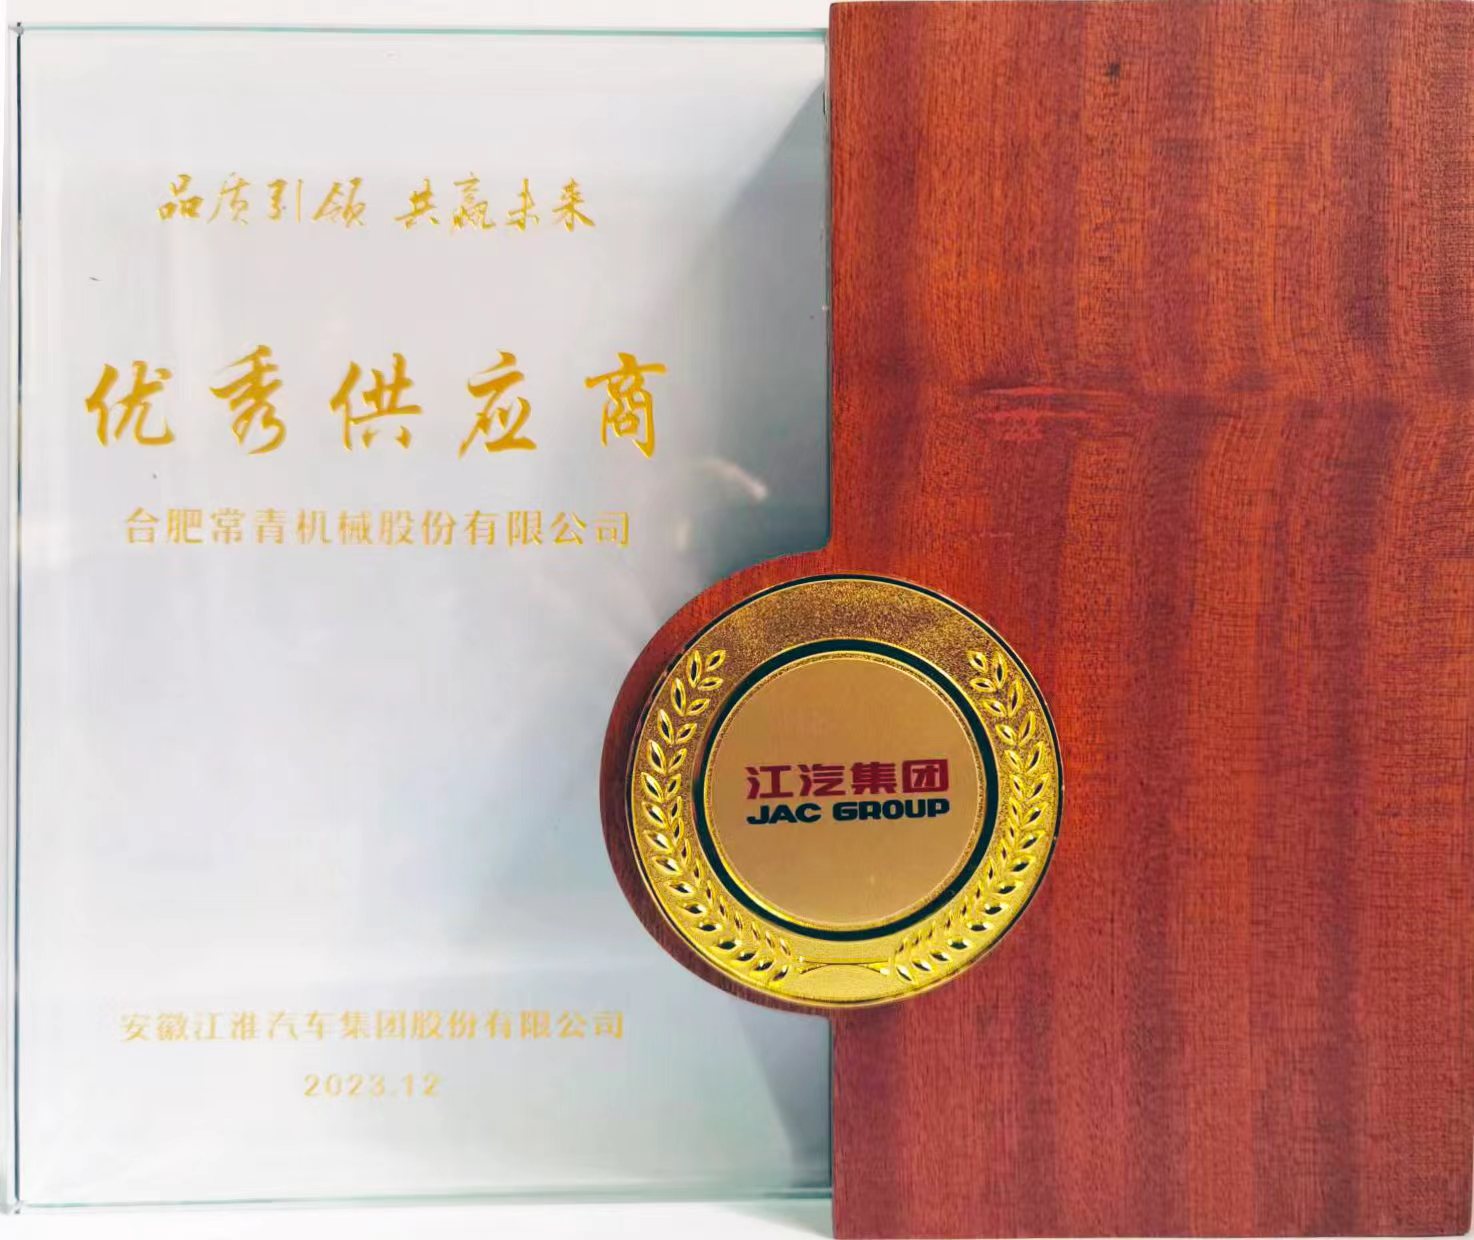 品质引领 共赢未来
优秀供应商
合肥常青机械股份有限公司
江汽集团
JAC GROUP
安徽江淮汽车集团股份有限公司
2023.12